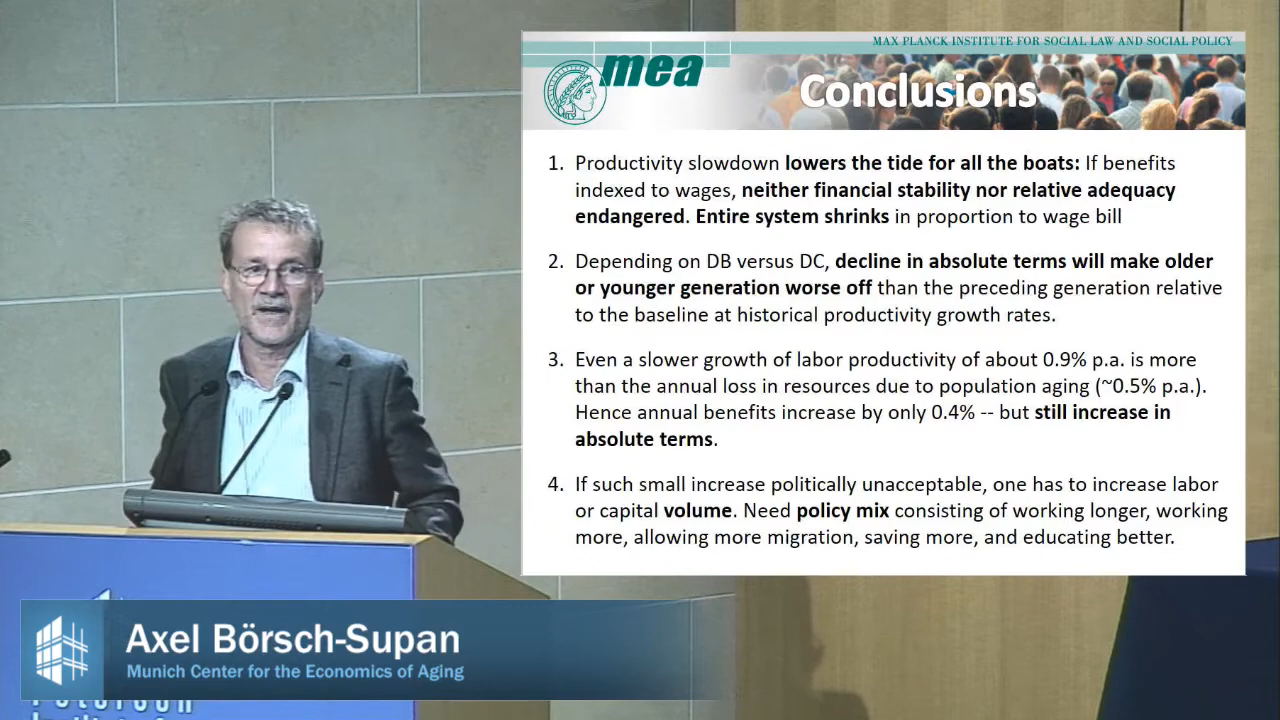 MAX PLANCK INSTITUTE FOR SOCIAL LAW AND SOCIAL POLICY
mea
Conclusions
1. Productivity slowdown lowers the tide for all the boats: If benefits
indexed to wages, neither financial stability nor relative adequacy
endangered. Entire system shrinks in proportion to wage bill
2. Depending on DB versus DC, decline in absolute terms will make older
or younger generation worse off than the preceding generation relative
to the baseline at historical productivity growth rates.
3. Even a slower growth of labor productivity of about 0.9% p.a. is more
than the annual loss in resources due to population aging (~0.5% p.a.).
Hence annual benefits increase by only 0.4% -- but still increase in
absolute terms.
4. If such small increase politically unacceptable, one has to increase labor
or capital volume. Need policy mix consisting of working longer, working
more, allowing more migration, saving more, and educating better.
Axel Börsch-Supan
Munich Center for the Economics of Aging